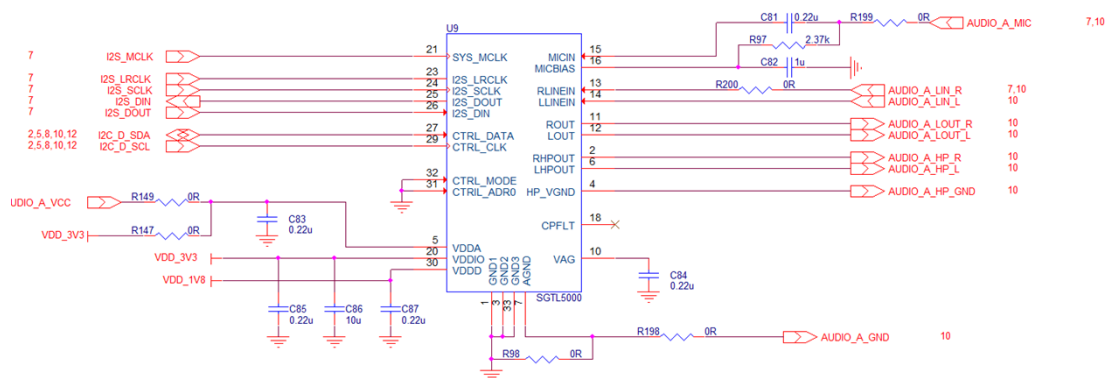 U9
7 I2S_MCLK 21 SYS_MCLK
7 I2S_LRCLK 23 I2S_LRCLK
7 I2S_SCLK 24 I2S_SCLK
7 I2S_DIN 25 I2S_DOUT
7 I2S_DOUT 26 I2S_DIN
2,5,8,10,12 I2C_D_SDA 27 CTRL_DATA
2,5,8,10,12 I2C_D_SCL 29 CTRL_CLK
32 CTRL_MODE
31 CTRIL_ADR0
UDIO_A_VCC R149 0R
C83
0.22u
VDD_3V3 R147 0R
5 VDDA
VDD_3V3 20 VDDIO
VDD_1V8 30 VDDD
C85
0.22u
C86
10u
C87
0.22u
GND1 GND2 GND3 AGND
1 3 33 7
SGTL5000
C81 0.22u R199 0R AUDIO_A_MIC 7,10
R97 2.37k
MICIN 15
MICBIAS 16
C82 1u
RLINEIN 13 R200 0R AUDIO_A_LIN_R 7,10
LLINEIN 14 AUDIO_A_LIN_L 10
ROUT 11 AUDIO_A_LOUT_R 10
LOUT 12 AUDIO_A_LOUT_L 10
RHPOUT 2 AUDIO_A_HP_R 10
LHPOUT 6 AUDIO_A_HP_L 10
HP_VGND 4 AUDIO_A_HP_GND 10
CPFLT 18
VAG 10
C84
0.22u
R198 0R AUDIO_A_GND 10
R98 0R